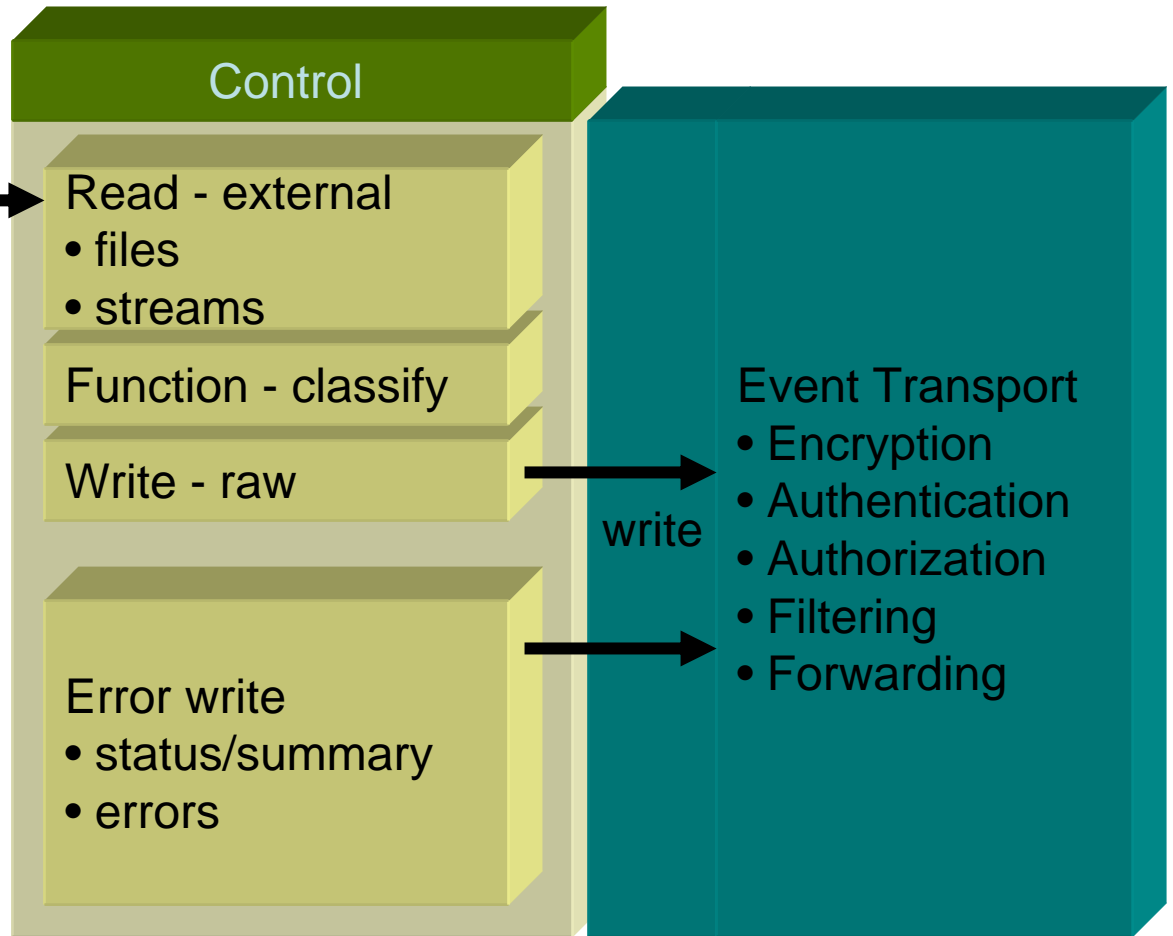 Control
Read - external
• files
• streams
Function - classify
Write - raw
Error write
• status/summary
• errors
write
Event Transport
• Encryption
• Authentication
• Authorization
• Filtering
• Forwarding